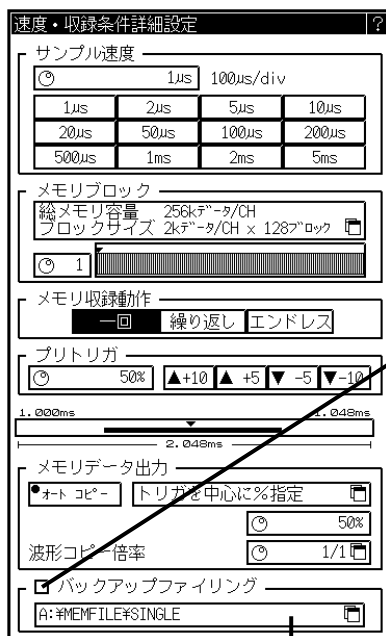 速度・収録条件詳細設定 ?
サンプル速度
1μs 100μs/div
1μs 2μs 5μs 10μs
20μs 50μs 100μs 200μs
500μs 1ms 2ms 5ms
メモリブロック
総メモリ容量 256kデータ/CH
ブロックサイズ 2kデータ/CH × 128ブロック
1
メモリ収録動作
一回 繰り返し エンドレス
プリトリガ
50% ▲+10 ▲ +5 ▼ -5 ▼-10
1.000ms 1.048ms
2.048ms
メモリデータ出力
オート コピー トリガを中心に%指定
50%
波形コピー倍率 1/1
バックアップファイリング
A:¥MEMFILE¥SINGLE